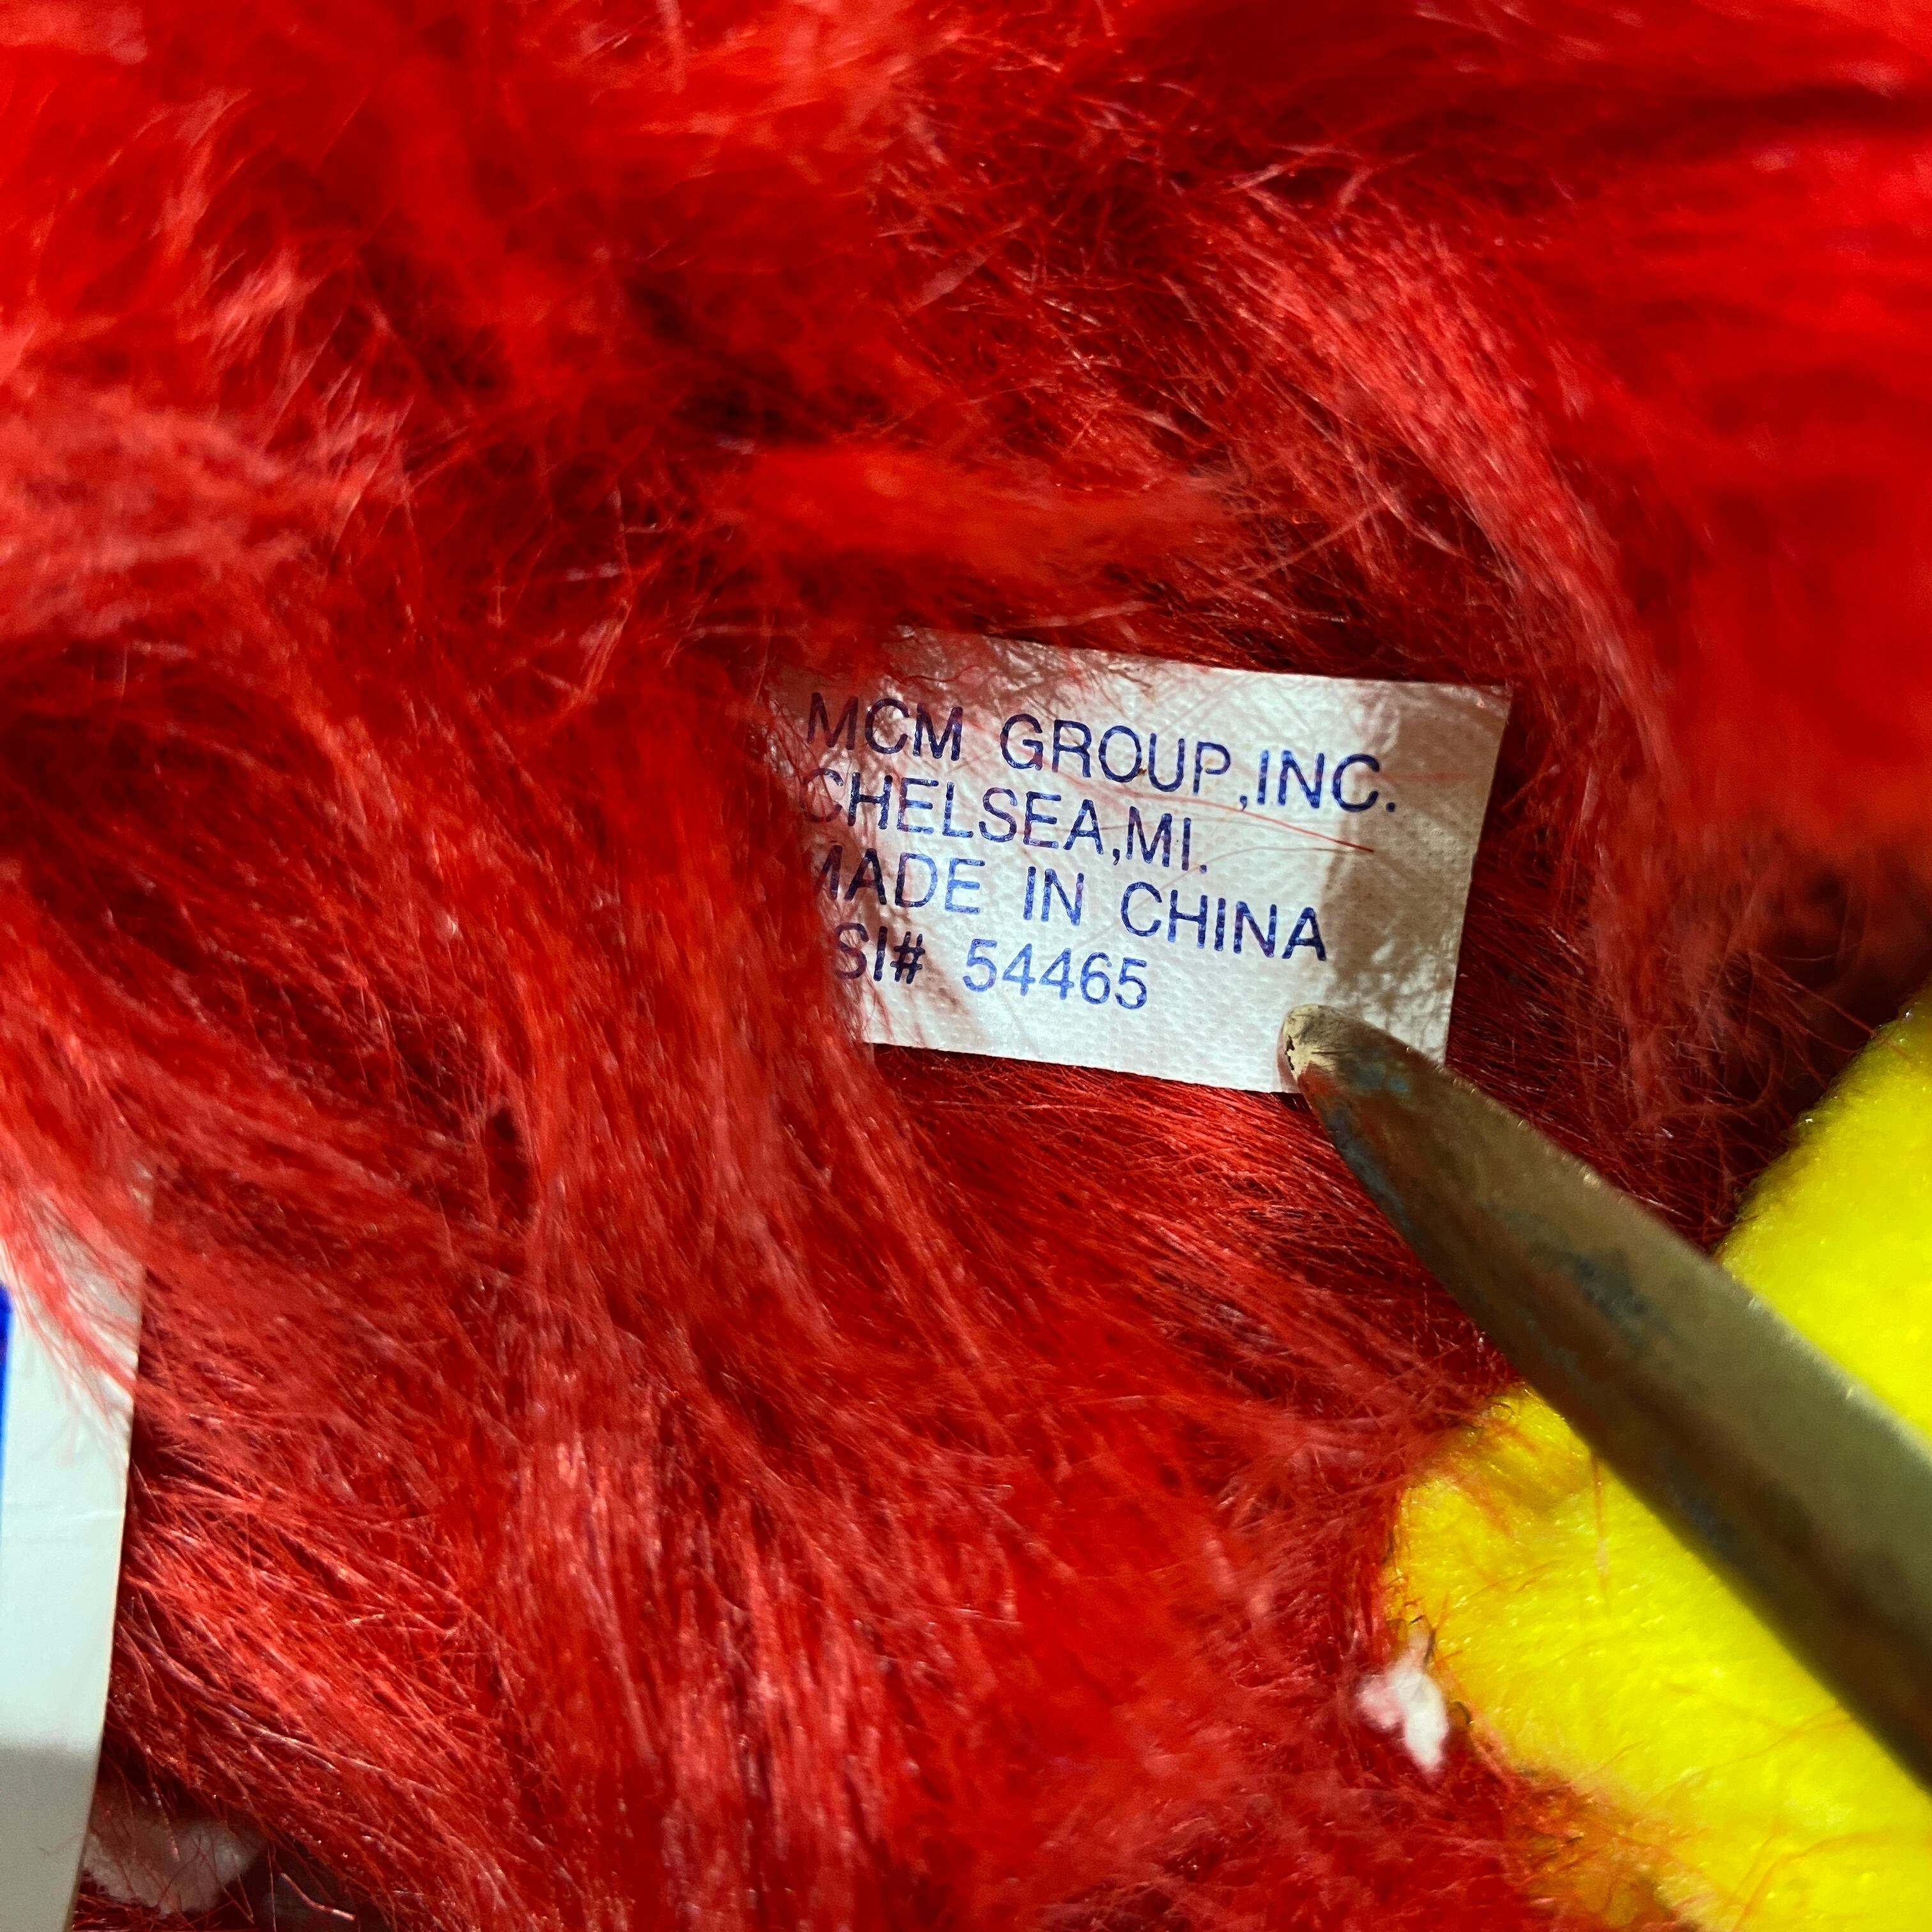 MCM GROUP,INC.
CHELSEA,MI.
MADE IN CHINA
SI# 54465